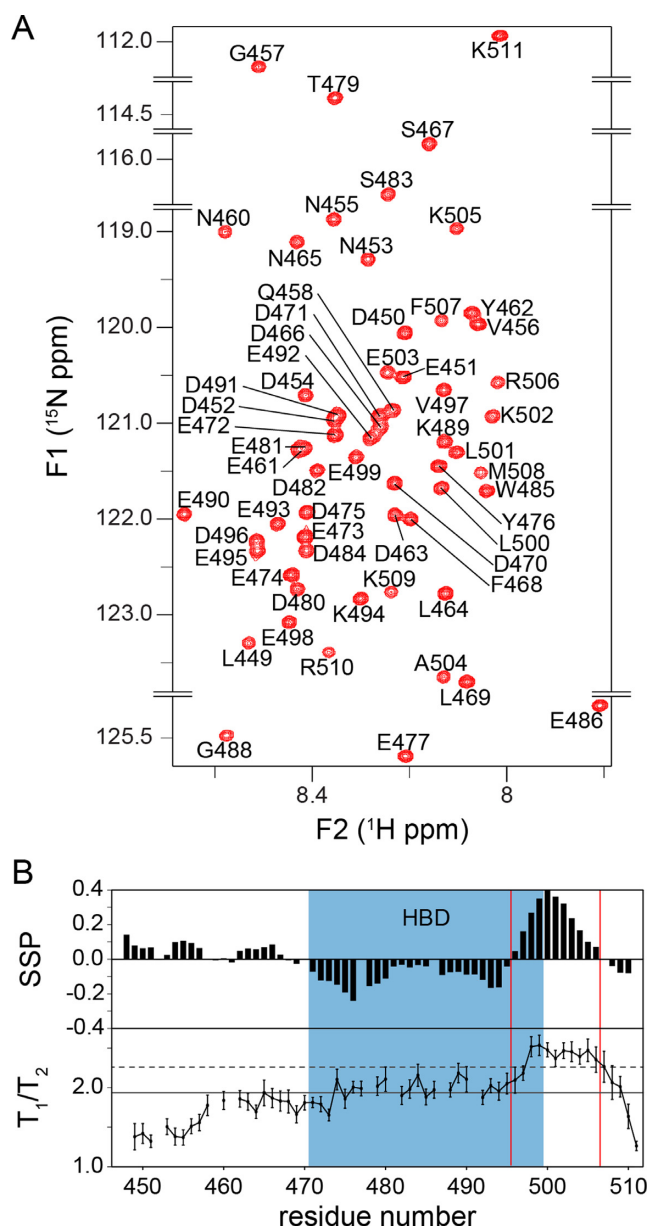 A
112.0
G457
K511
T479
114.5
S467
116.0
S483
N455
K505
N460
119.0
N465
N453
Q458
D471
D466
E492
D450
F507
Y462
V456
120.0
E503
E451
D491
D454
R506
D452
V497
E472
K489
K502
121.0
E481
E461
L501
D482
E499
M508
W485
E490
E493
D475
Y476
122.0
D496
E473
L500
E495
D484
D463
D470
E474
K509
F468
D480
K494
L464
123.0
E498
L449
R510
A504
L469
E486
125.5
G488
E477
8.4
8
F1 (15N ppm)
F2 (1H ppm)
B
0.4
0.2
0.0
-0.2
-0.4
SSP
HBD
T1/T2
2.0
1.0
450 460 470 480 490 500 510
residue number